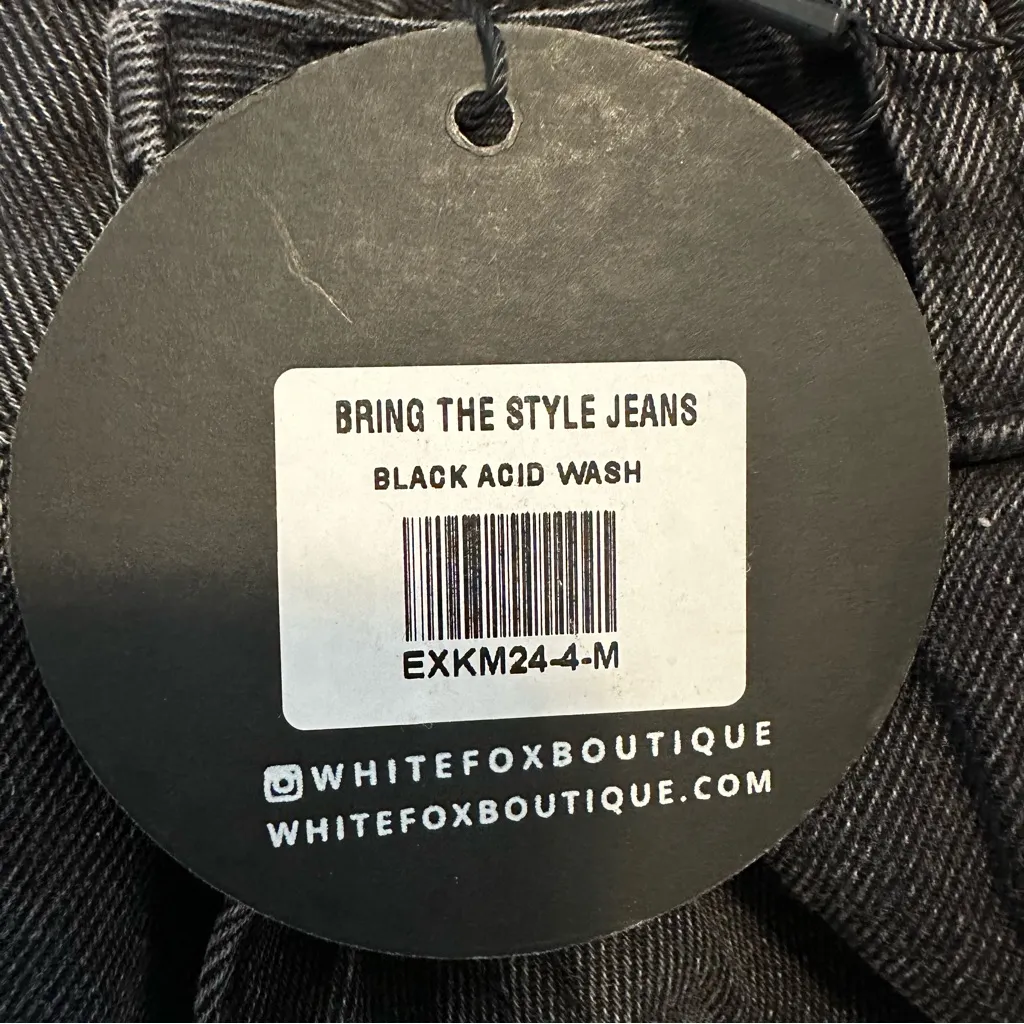 BRING THE STYLE JEANS
BLACK ACID WASH
EXKM24-4-M
WHITEFOXBOUTIQUE
WHITEFOXBOUTIQUE.COM